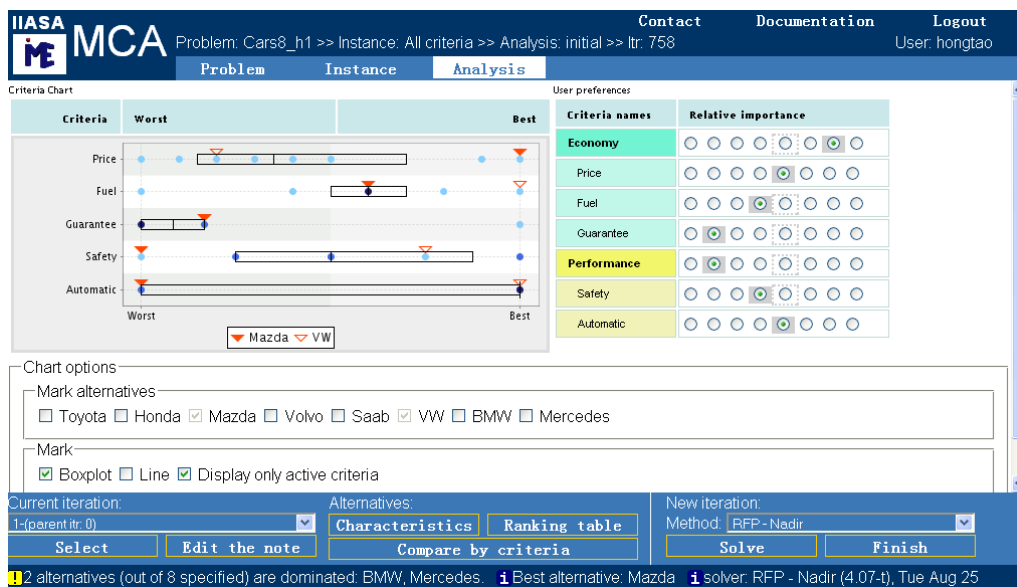 IIASA
MCA
Contact Documentation Logout
Problem: Cars8_h1 >> Instance: All criteria >> Analysis: initial >> Itr: 758 User: hongtao
Problem Instance Analysis
Criteria Chart User preferences
Criteria Worst Best Criteria names Relative importance
Economy
Price Price
Fuel Fuel
Guarantee Guarantee
Performance
Safety Safety
Automatic Automatic
Worst Best
Mazda VW
Chart options
Mark alternatives
Toyota Honda Mazda Volvo Saab VW BMW Mercedes
Mark
Boxplot Line Display only active criteria
Current iteration: Alternatives: New iteration:
1-(parent itr: 0) Characteristics Ranking table Method: RFP - Nadir
Select Edit the note Compare by criteria Solve Finish
2 alternatives (out of 8 specified) are dominated: BMW, Mercedes. i Best alternative: Mazda i solver: RFP - Nadir (4.07-t), Tue Aug 25